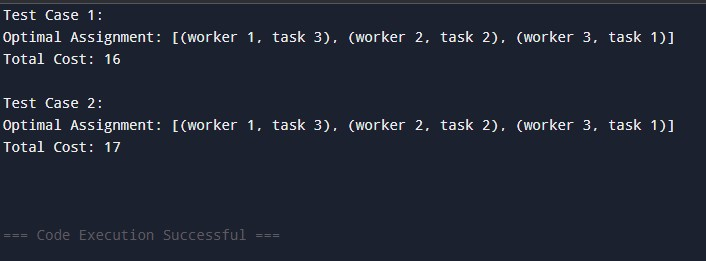 Test Case 1:
Optimal Assignment: [(worker 1, task 3), (worker 2, task 2), (worker 3, task 1)]
Total Cost: 16
Test Case 2:
Optimal Assignment: [(worker 1, task 3), (worker 2, task 2), (worker 3, task 1)]
Total Cost: 17
=== Code Execution Successful ===